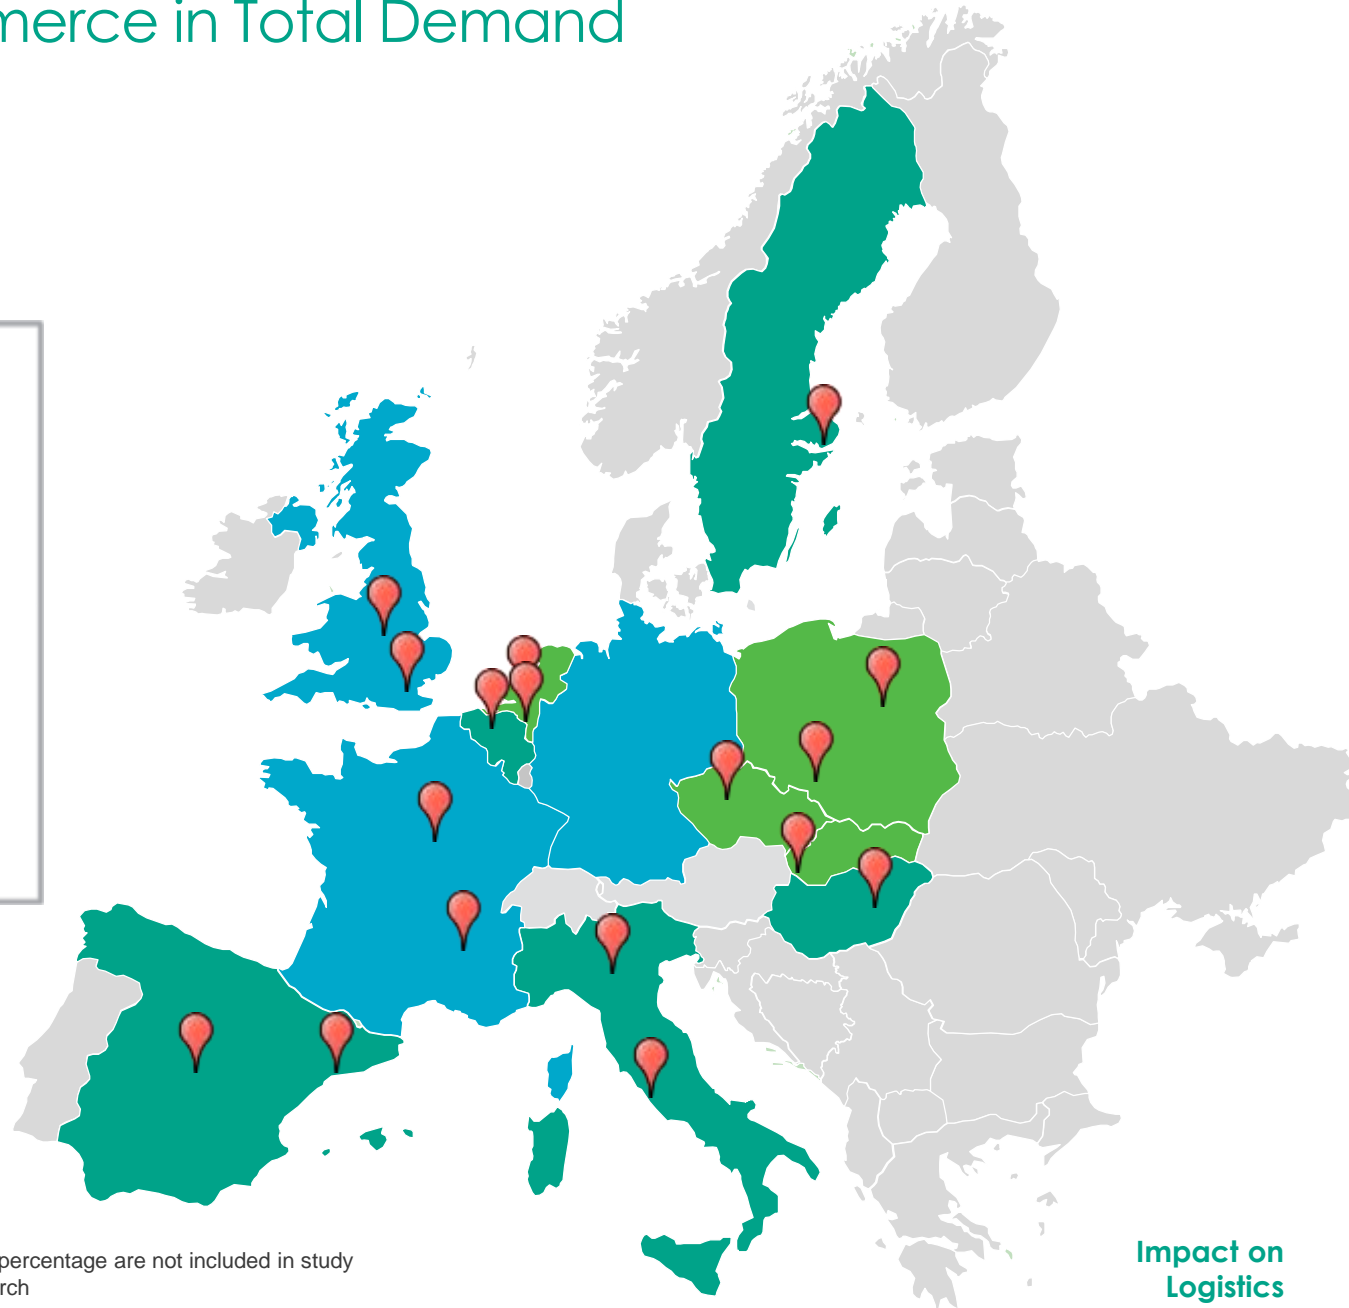 merce in Total Demand
percentage are not included in study
rch
Impact on
Logistics